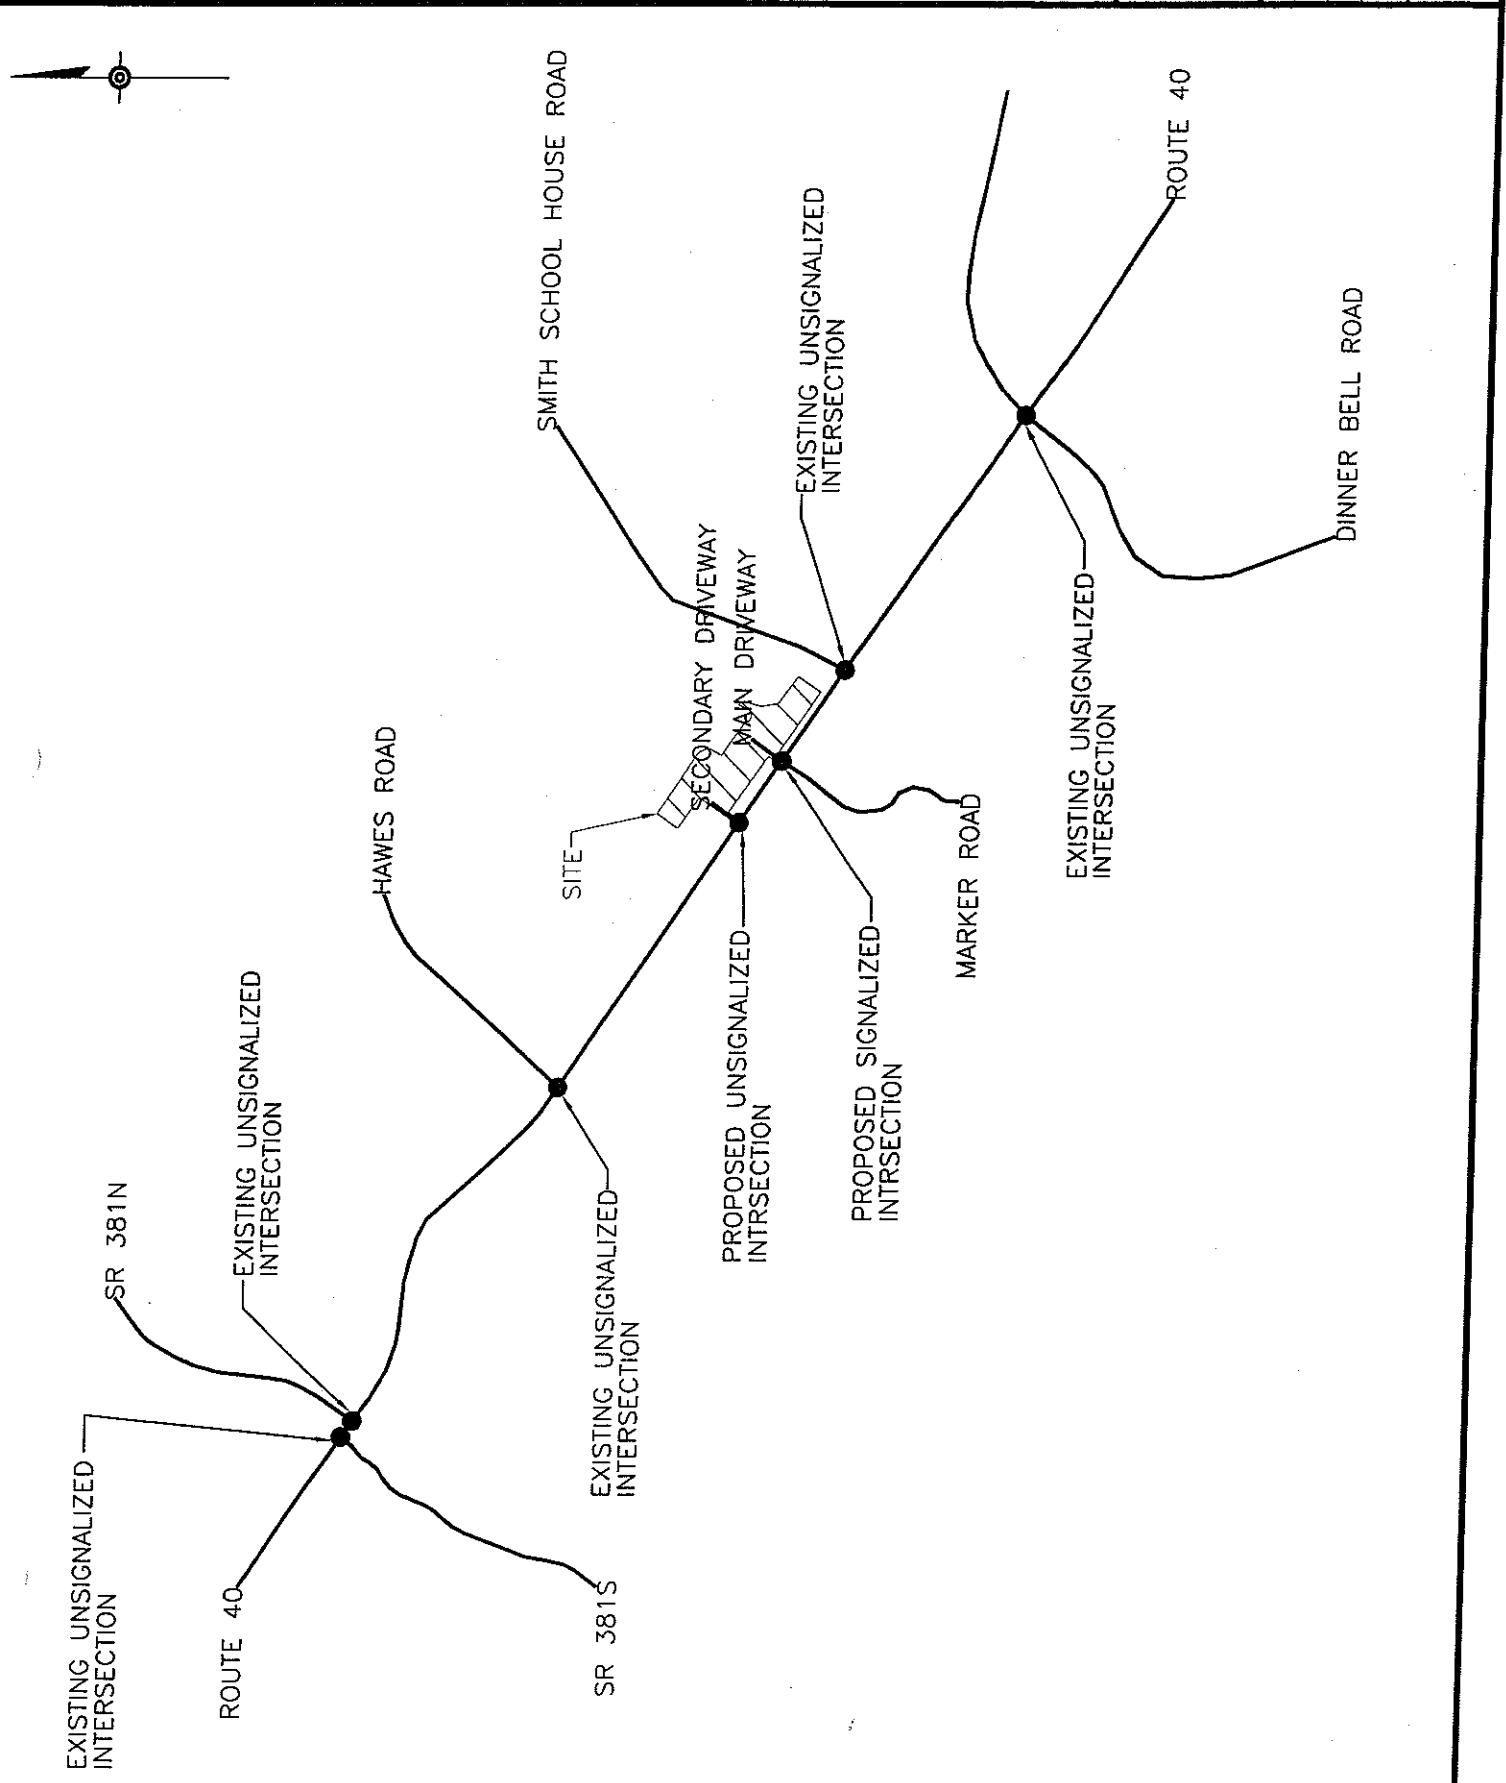 EXISTING UNSIGNALIZED
INTERSECTION
SR 381N
EXISTING UNSIGNALIZED
INTERSECTION
ROUTE 40
HAWES ROAD
SMITH SCHOOL HOUSE ROAD
SITE
SR 381S
EXISTING UNSIGNALIZED
INTERSECTION
SECONDARY DRIVEWAY
MAIN DRIVEWAY
PROPOSED UNSIGNALIZED
INTRSECTION
EXISTING UNSIGNALIZED
INTERSECTION
PROPOSED SIGNALIZED
INTRSECTION
MARKER ROAD
EXISTING UNSIGNALIZED
INTERSECTION
ROUTE 40
DINNER BELL ROAD